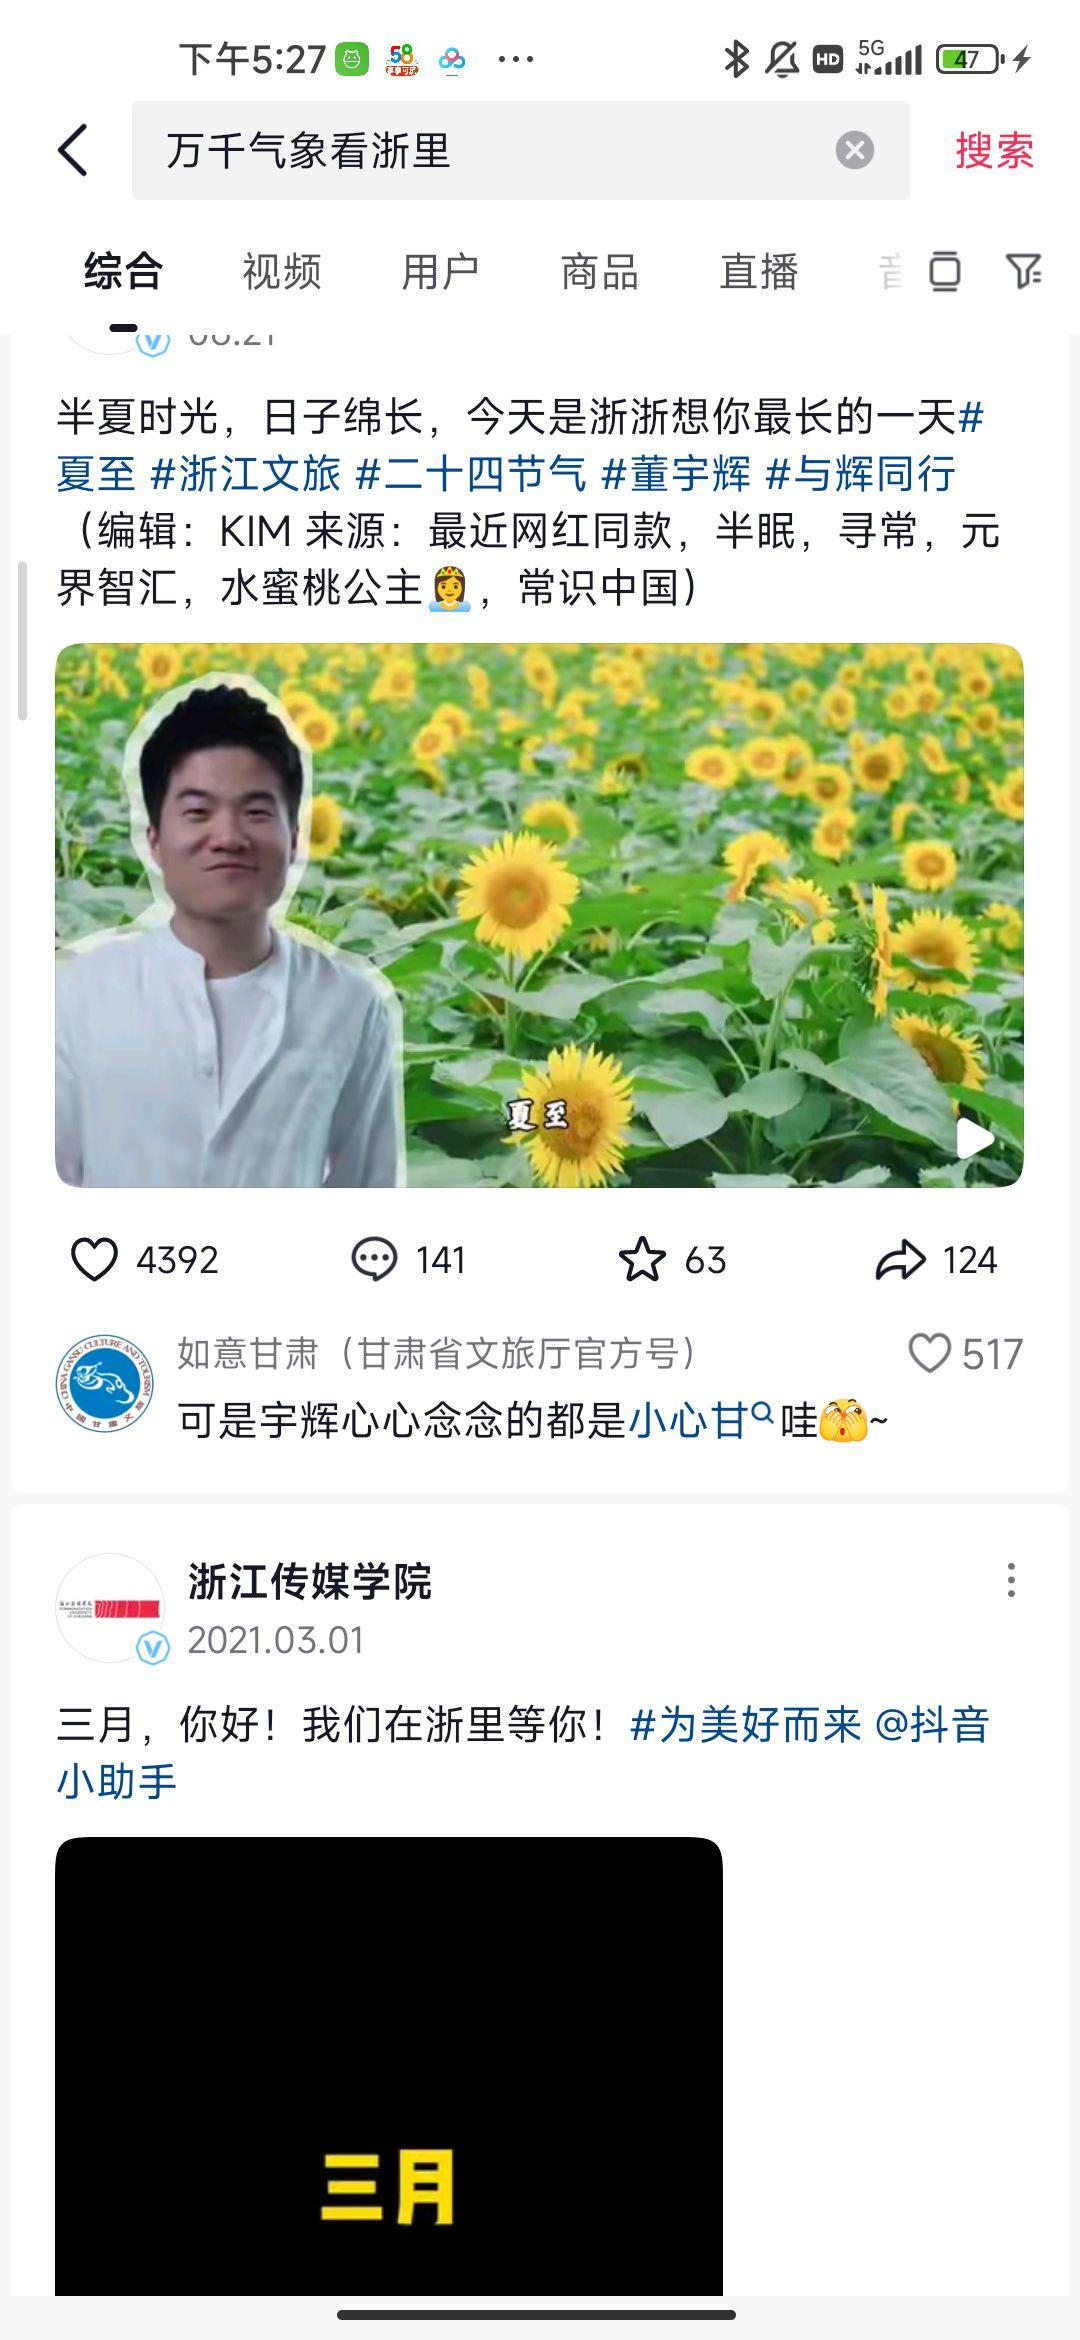 下午5:27
HD 5G 47
万千气象看浙里
搜索
综合 视频 用户 商品 直播
半夏时光，日子绵长，今天是浙浙想你最长的一天#
夏至 #浙江文旅 #二十四节气 #董宇辉 #与辉同行
（编辑：KIM 来源：最近网红同款，半眠，寻常，元
界智汇，水蜜桃公主👸，常识中国）
夏至
4392 141 63 124
如意甘肃（甘肃省文旅厅官方号） 517
可是宇辉心心念念的都是小心甘哇🫣~
浙江传媒学院
2021.03.01
三月，你好！我们在浙里等你！#为美好而来 @抖音
小助手
三月